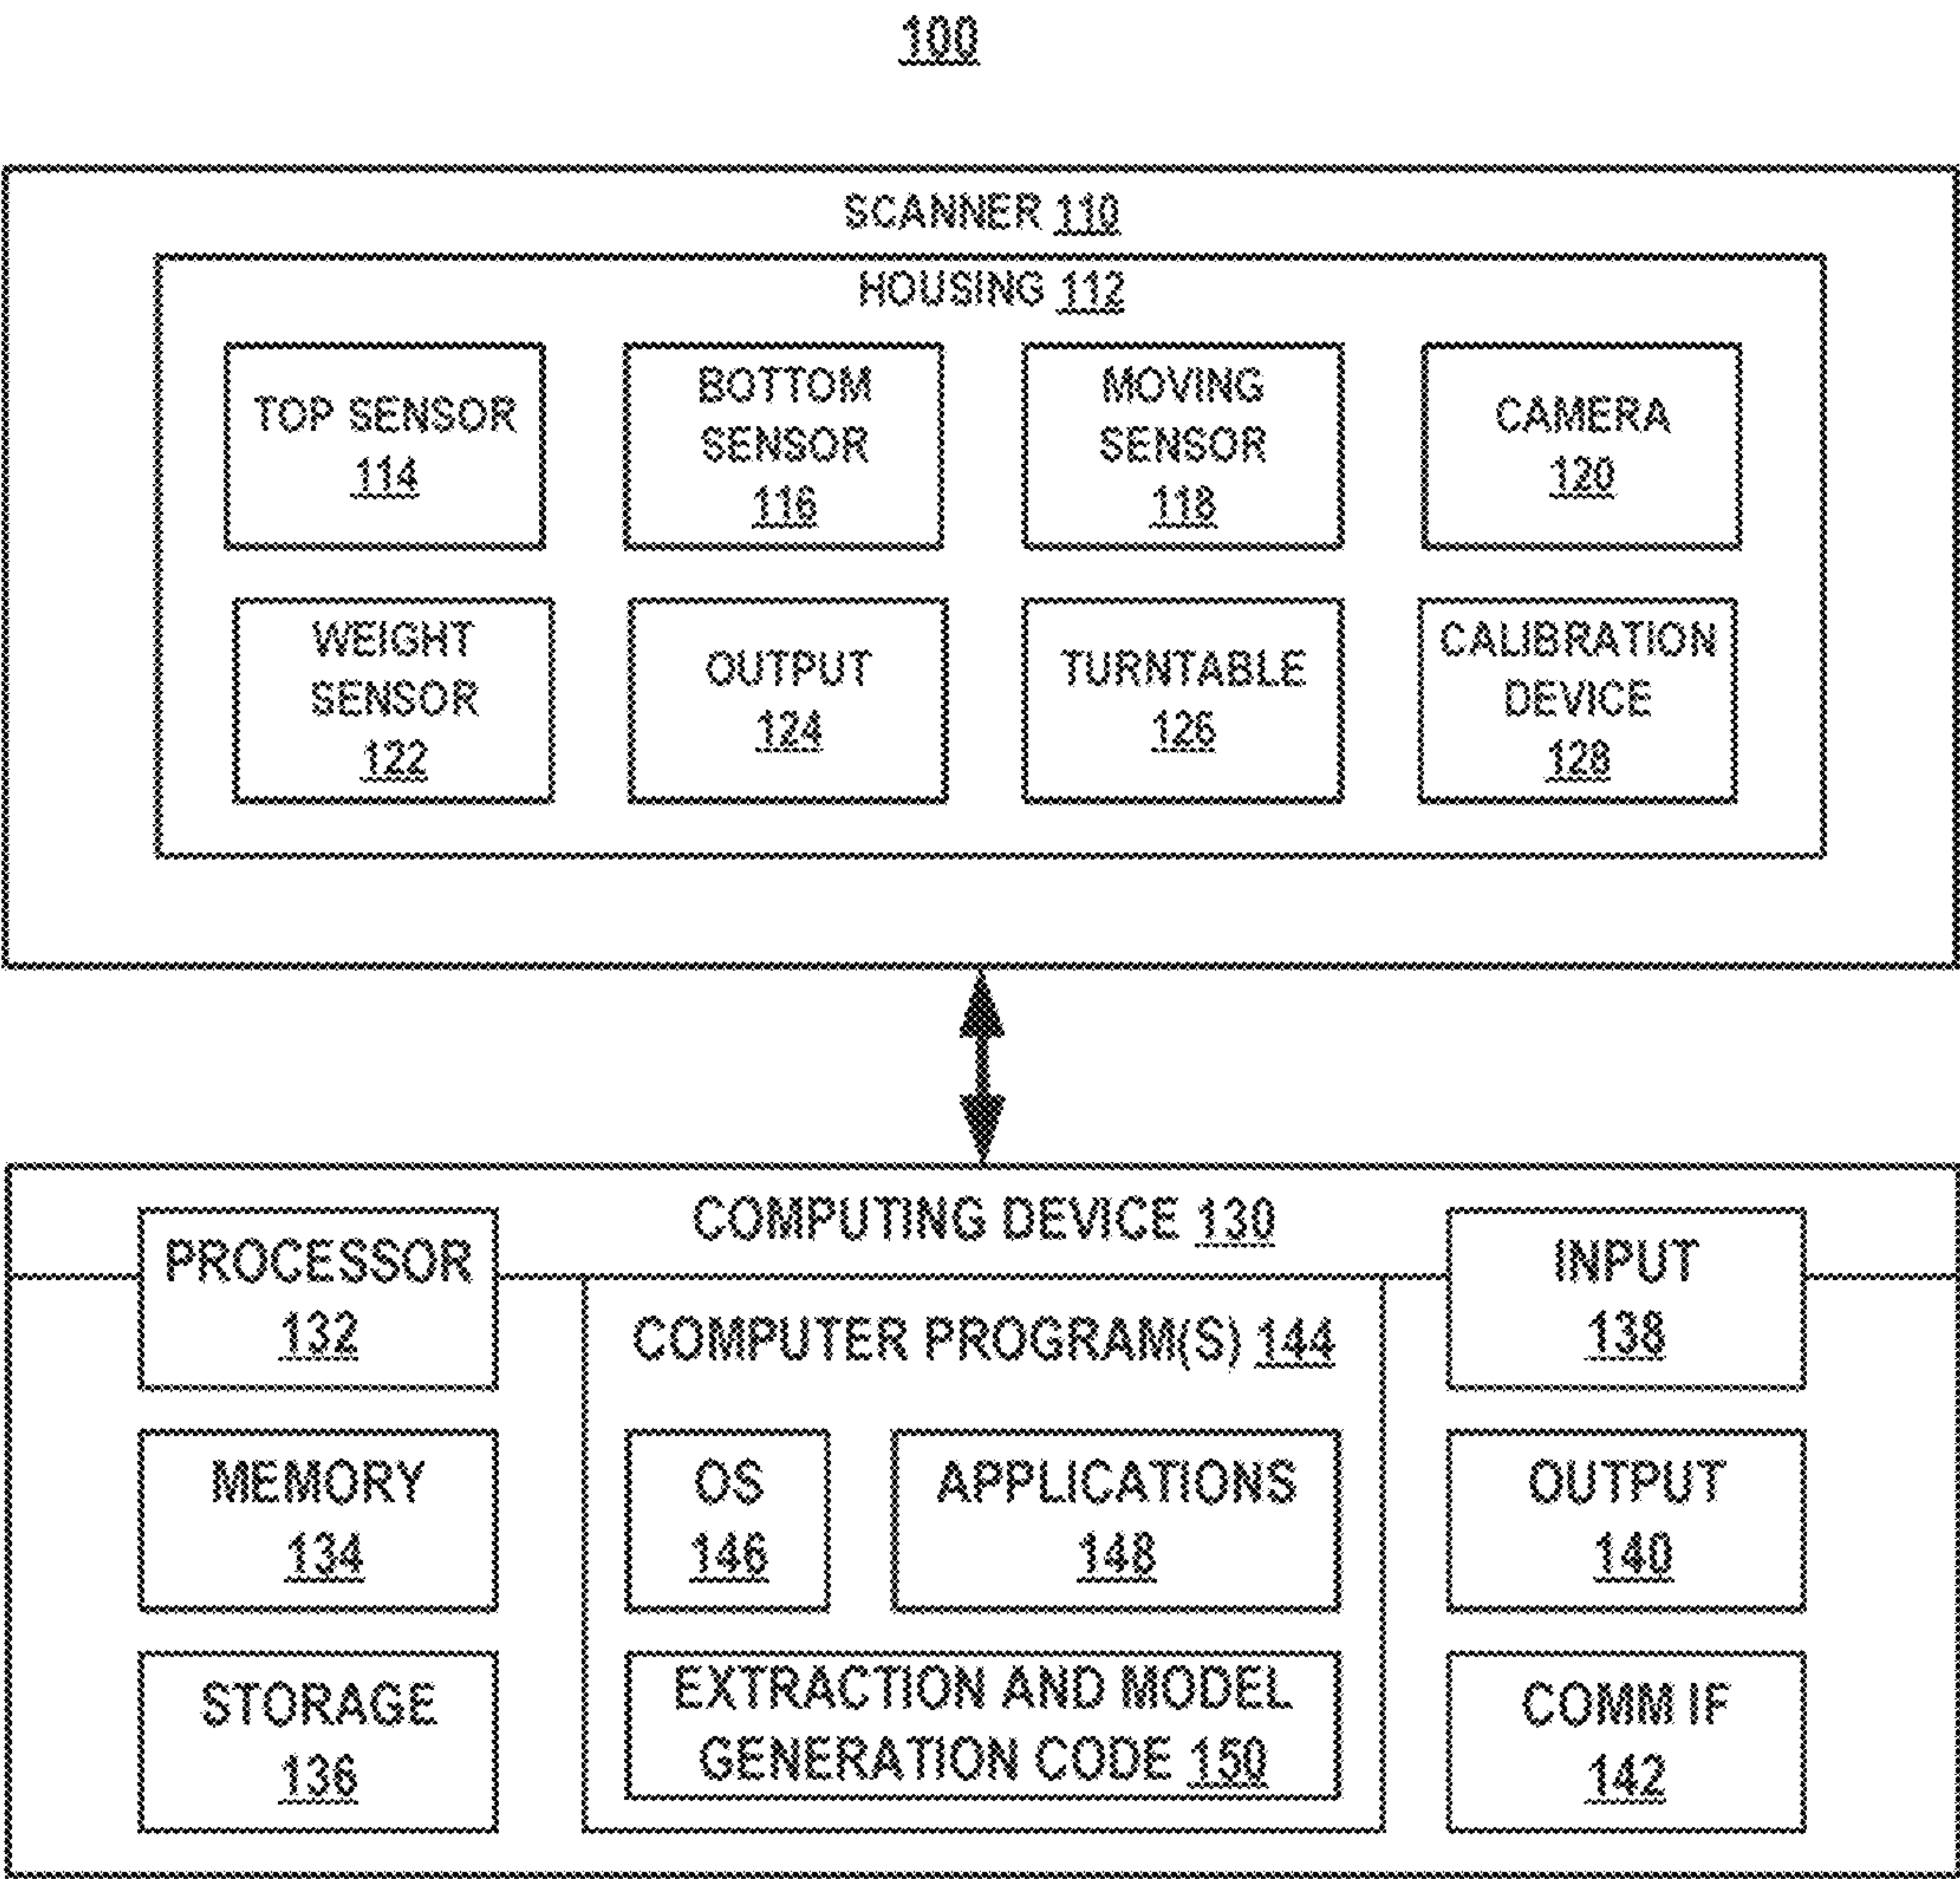 100
SCANNER 110
HOUSING 112
TOP SENSOR
114
BOTTOM
SENSOR
116
MOVING
SENSOR
118
CAMERA
120
WEIGHT
SENSOR
122
OUTPUT
124
TURNTABLE
126
CALIBRATION
DEVICE
128
COMPUTING DEVICE 130
PROCESSOR
132
MEMORY
134
STORAGE
136
COMPUTER PROGRAM(S) 144
OS
146
APPLICATIONS
148
EXTRACTION AND MODEL
GENERATION CODE 150
INPUT
138
OUTPUT
140
COMM IF
142